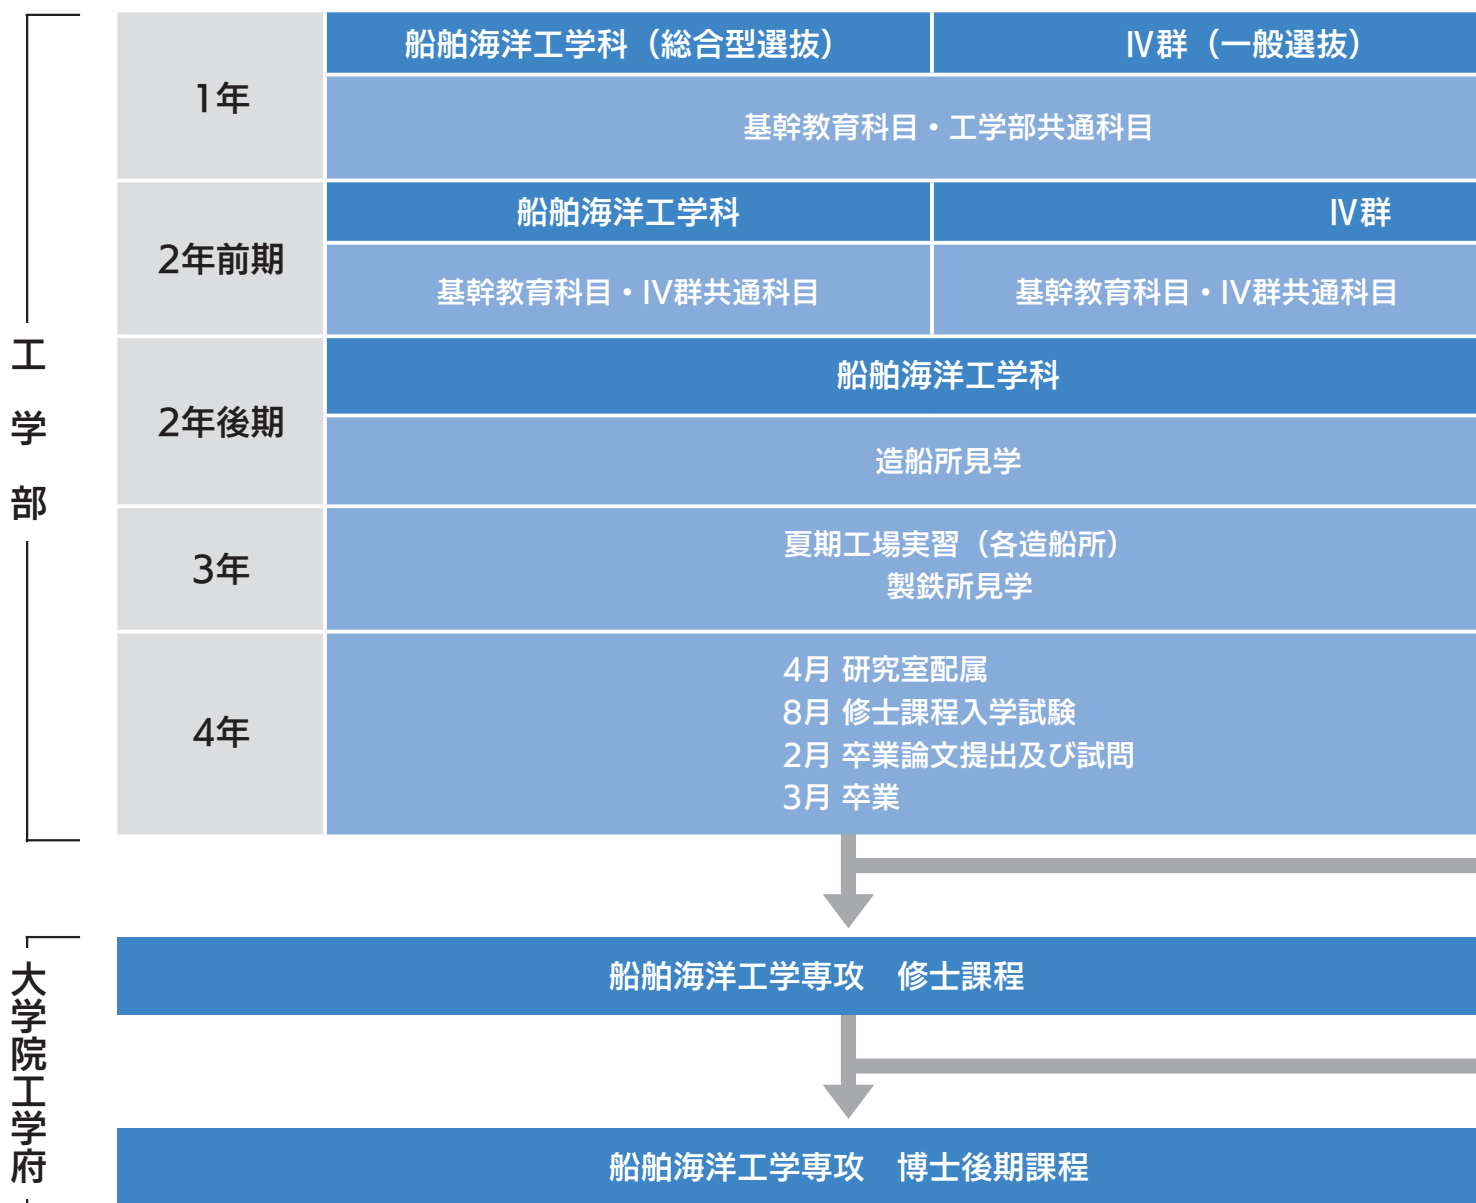 工学部
1年
船舶海洋工学科（総合型選抜）
Ⅳ群（一般選抜）
基幹教育科目・工学部共通科目
2年前期
船舶海洋工学科
Ⅳ群
基幹教育科目・Ⅳ群共通科目
基幹教育科目・Ⅳ群共通科目
2年後期
船舶海洋工学科
造船所見学
3年
夏期工場実習（各造船所）
製鉄所見学
4年
4月 研究室配属
8月 修士課程入学試験
2月 卒業論文提出及び試問
3月 卒業
大学院工学府
船舶海洋工学専攻　修士課程
船舶海洋工学専攻　博士後期課程